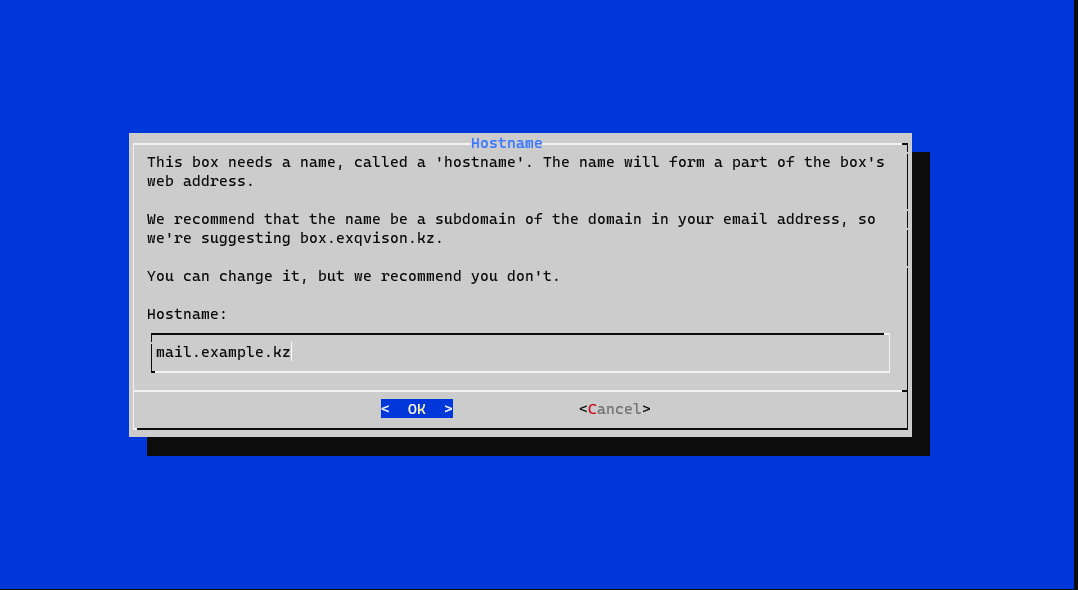 Hostname
This box needs a name, called a 'hostname'. The name will form a part of the box's
web address.
We recommend that the name be a subdomain of the domain in your email address, so
we're suggesting box.exqvison.kz.
You can change it, but we recommend you don't.
Hostname:
mail.example.kz
< OK > <Cancel>